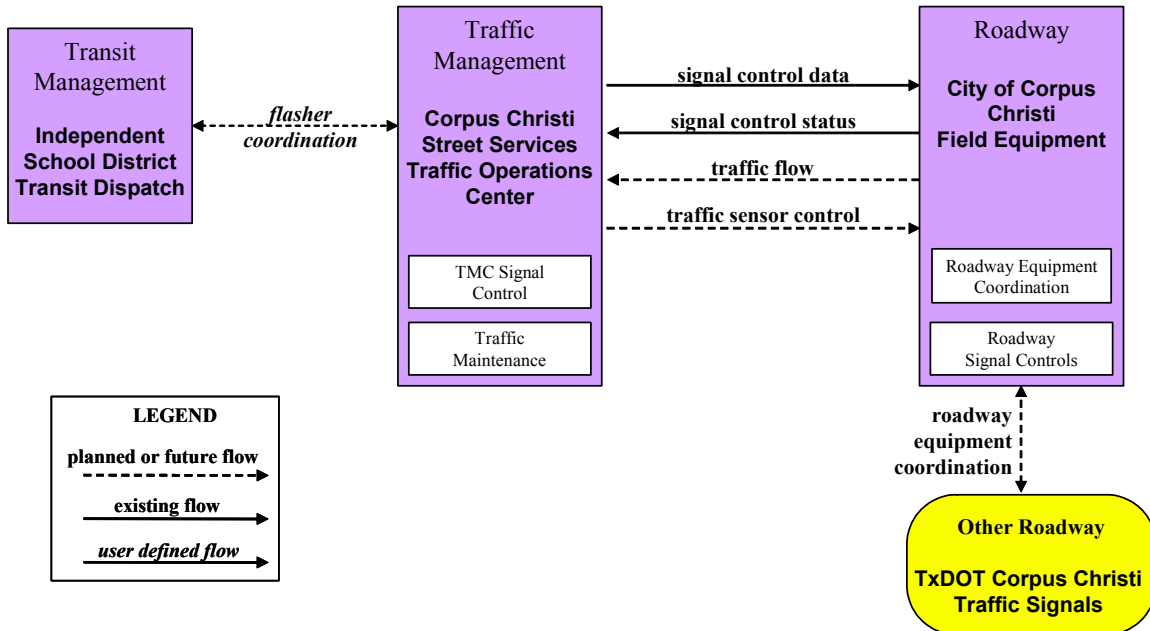 Transit
Management
Independent
School District
Transit Dispatch
flasher
coordination
Traffic
Management
Corpus Christi
Street Services
Traffic Operations
Center
TMC Signal
Control
Traffic
Maintenance
signal control data
signal control status
traffic flow
traffic sensor control
Roadway
City of Corpus
Christi
Field Equipment
Roadway Equipment
Coordination
Roadway
Signal Controls
roadway
equipment
coordination
Other Roadway
TxDOT Corpus Christi
Traffic Signals
LEGEND
planned or future flow
existing flow
user defined flow